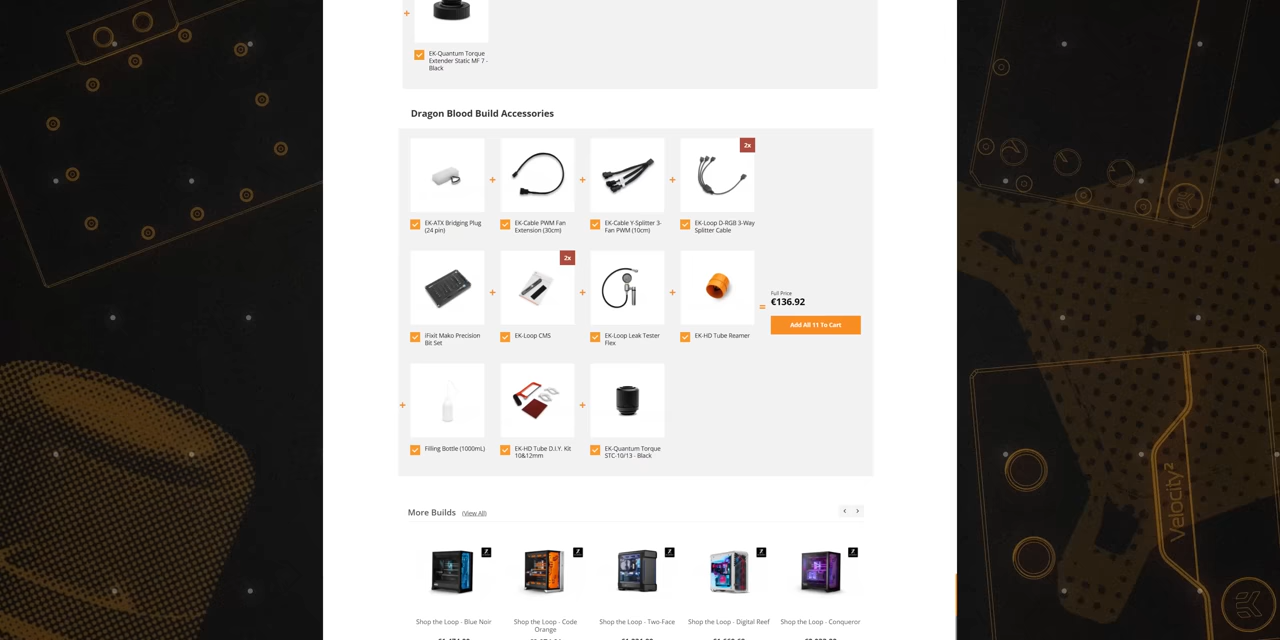 EK-Quantum Torque
Extender Static MF 7 -
Black
Dragon Blood Build Accessories
2x
EK-ATX Bridging Plug
(24 pin)
EK-Cable PWM Fan
Extension (30cm)
EK-Cable Y-Splitter 3-
Fan PWM (10cm)
EK-Loop D-RGB 3-Way
Splitter Cable
2x
iFixit Mako Precision
Bit Set
EK-Loop CMS
EK-Loop Leak Tester
Flex
EK-HD Tube Reamer
Full Price
€136.92
Add All 11 To Cart
Filling Bottle (1000mL)
EK-HD Tube D.I.Y. Kit
10&12mm
EK-Quantum Torque
STC-10/13 - Black
More Builds (View All)
Shop the Loop - Blue Noir
Shop the Loop - Code
Orange
Shop the Loop - Two-Face
Shop the Loop - Digital Reef
Shop the Loop - Conqueror
Velocity²